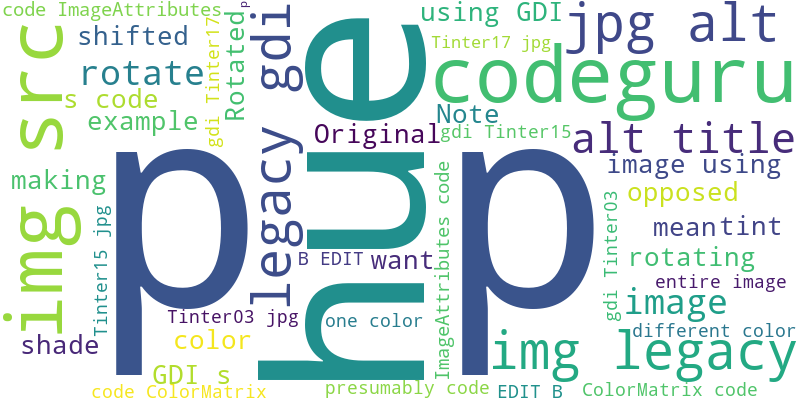 code ImageAttributes
p
using GDI
jpg alt
img src
shifted
gdi Tinter17
Rotated
legacy gdi
hue
Tinter17 jpg
codeguru
rotate
s code
example
Note
Original
gdi Tinter15
alt title
p p
image using
making
opposed
Tinter15 jpg
ImageAttributes code
gdi Tinter03
meant
tint
B EDIT
want
rotating
entire image
Tinter03 jpg
one color
image
different color
shade
color
img legacy
GDI s
code ColorMatrix
presumably code
EDIT B
ColorMatrix code